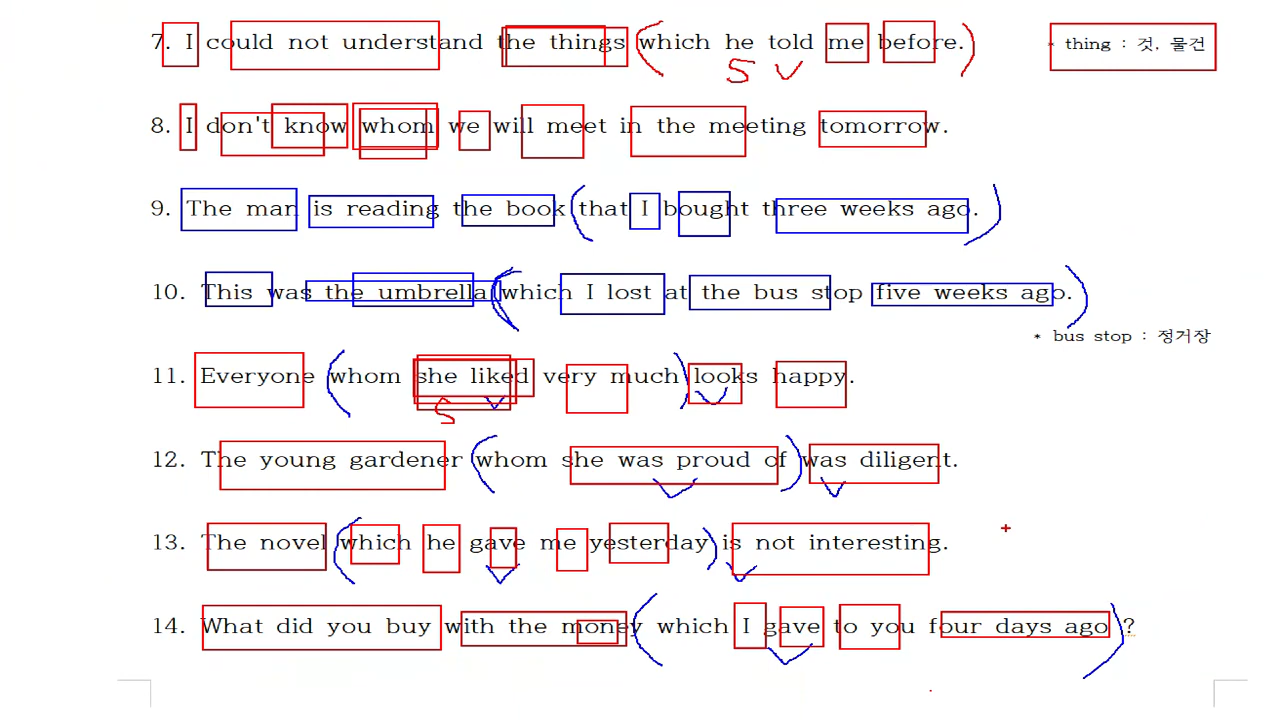 7. I could not understand the things which he told me before. * thing : 것, 물건
S V
8. I don't know whom we will meet in the meeting tomorrow.
9. The man is reading the book that I bought three weeks ago.
10. This was the umbrella which I lost at the bus stop five weeks ago.
* bus stop : 정거장
11. Everyone whom she liked very much looks happy.
S
12. The young gardener whom she was proud of was diligent.
13. The novel which he gave me yesterday is not interesting.
14. What did you buy with the money which I gave to you four days ago ?